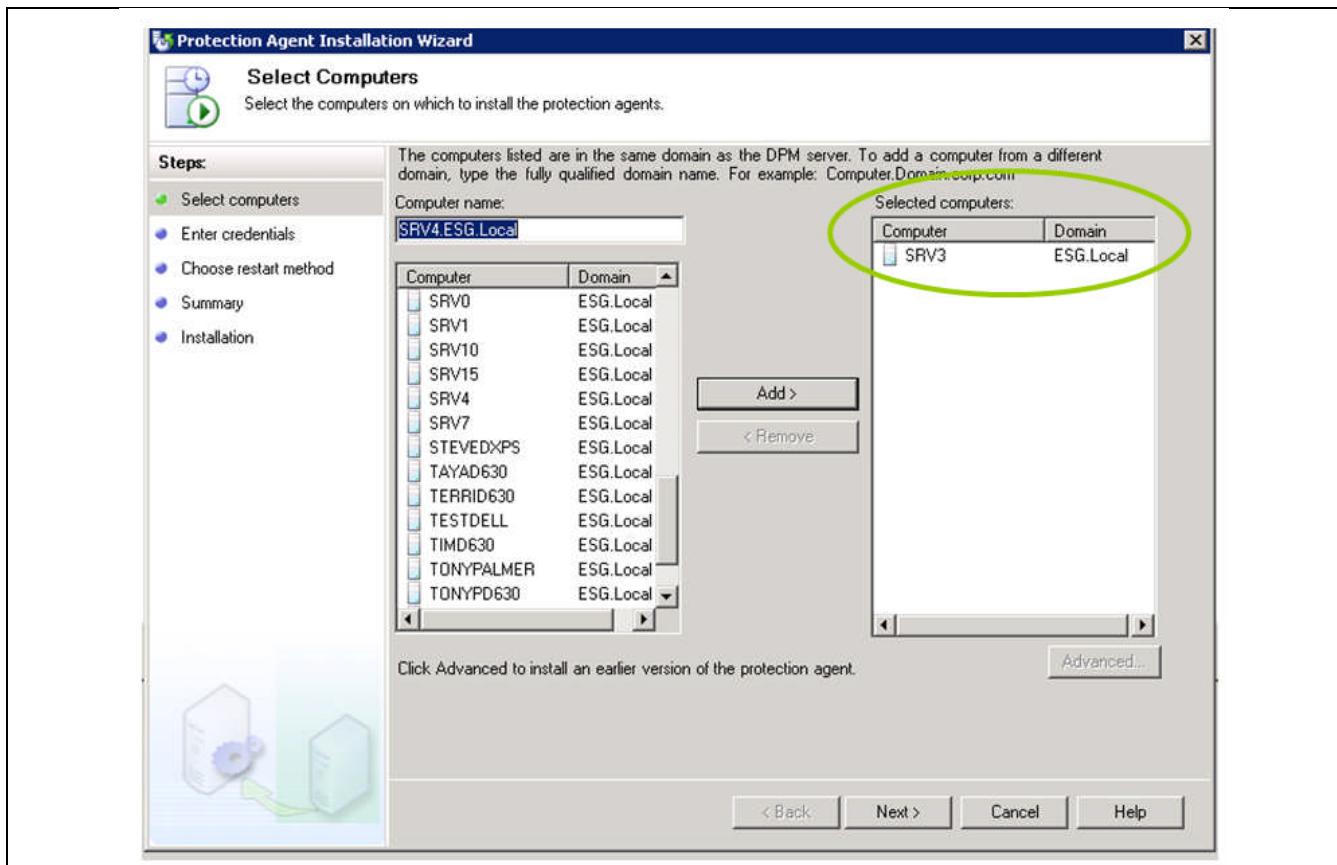 Protection Agent Installation Wizard
Select Computers
Select the computers on which to install the protection agents.
Steps:
Select computers
Enter credentials
Choose restart method
Summary
Installation
The computers listed are in the same domain as the DPM server. To add a computer from a different
domain, type the fully qualified domain name. For example: Computer.Domain.corp.com
Computer name:
SRV4.ESG.Local
Computer Domain
SRV0 ESG.Local
SRV1 ESG.Local
SRV10 ESG.Local
SRV15 ESG.Local
SRV4 ESG.Local
SRV7 ESG.Local
STEVEDXPS ESG.Local
TAYAD630 ESG.Local
TERRID630 ESG.Local
TESTDELL ESG.Local
TIMD630 ESG.Local
TONYPALMER ESG.Local
TONYPD630 ESG.Local
Add >
< Remove
Selected computers:
Computer Domain
SRV3 ESG.Local
Click Advanced to install an earlier version of the protection agent.
Advanced...
< Back Next > Cancel Help